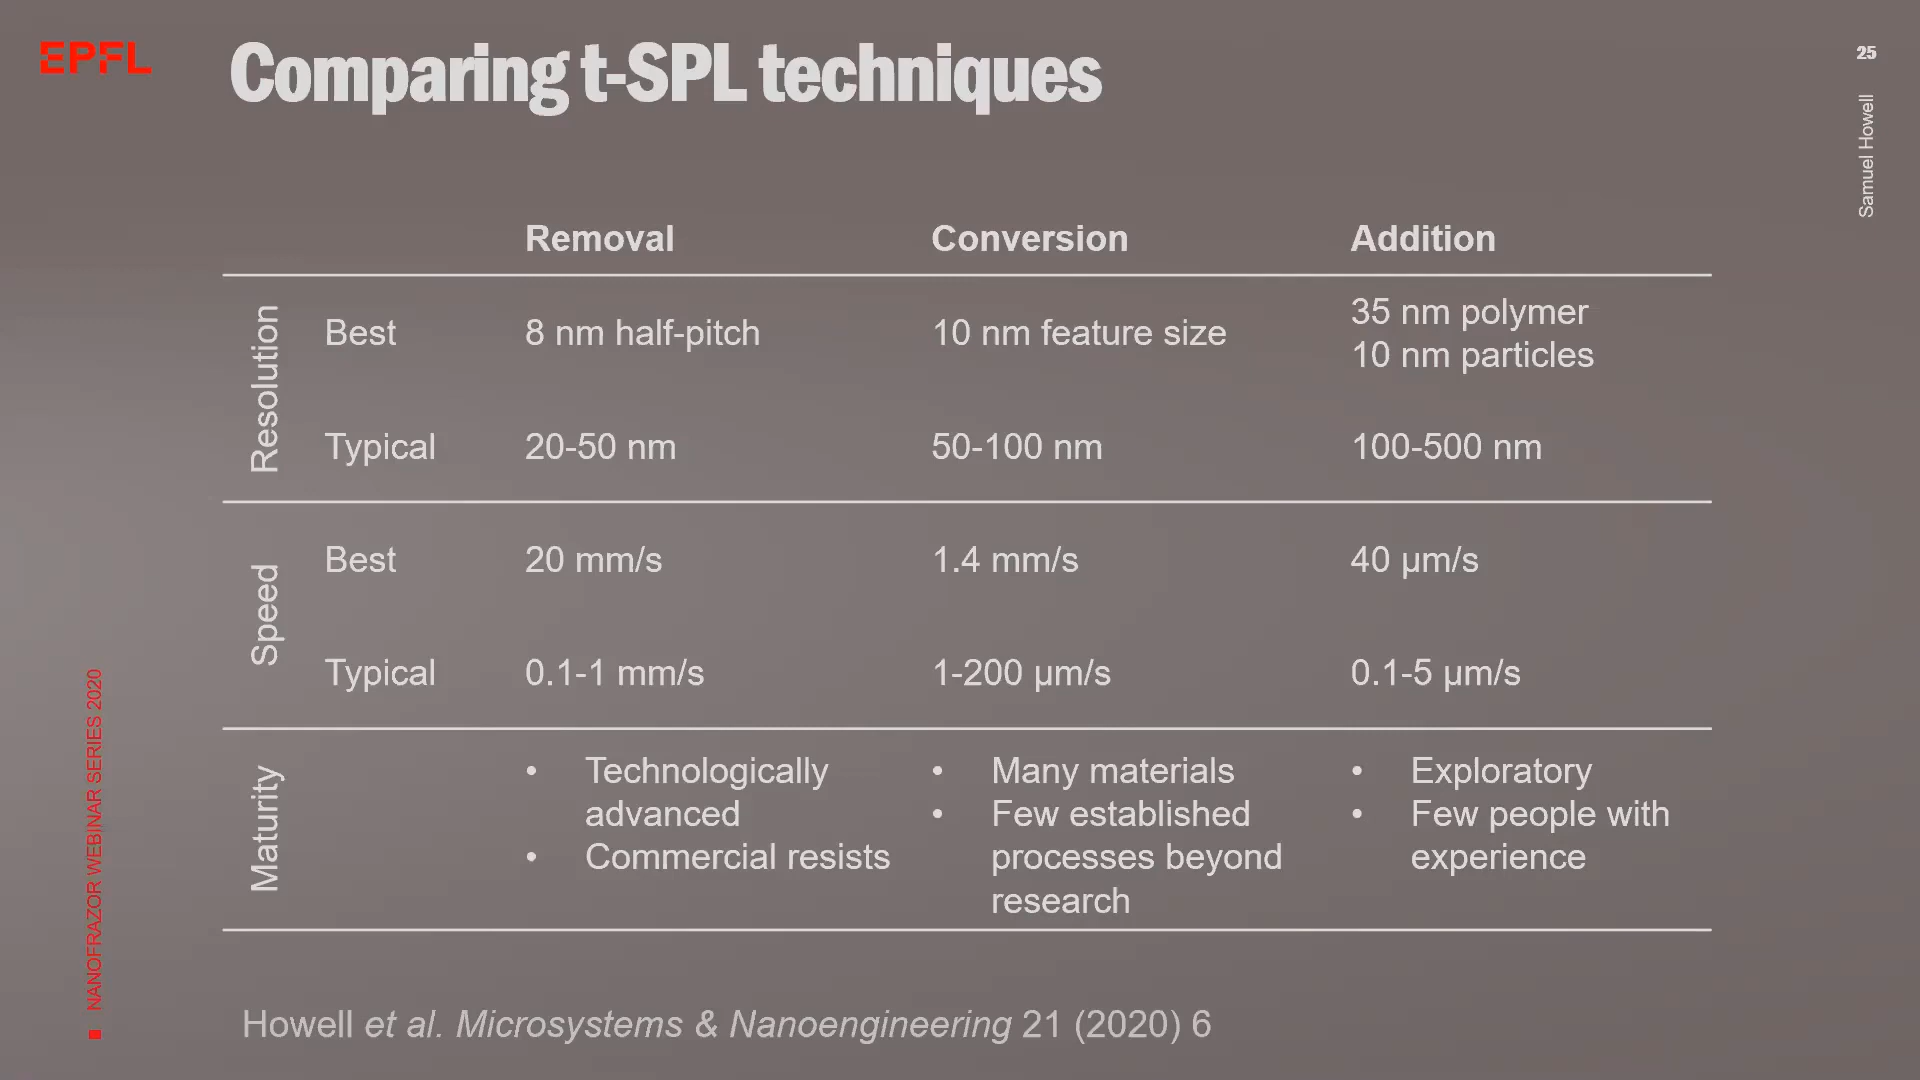 EPFL
Comparing t-SPL techniques
25
Samuel Howell
Removal Conversion Addition
Resolution
Best 8 nm half-pitch 10 nm feature size 35 nm polymer
10 nm particles
Typical 20-50 nm 50-100 nm 100-500 nm
Speed
Best 20 mm/s 1.4 mm/s 40 µm/s
Typical 0.1-1 mm/s 1-200 µm/s 0.1-5 µm/s
Maturity
• Technologically
advanced
• Commercial resists
• Many materials
• Few established
processes beyond
research
• Exploratory
• Few people with
experience
NANOFRAZOR WEBINAR SERIES 2020
Howell et al. Microsystems & Nanoengineering 21 (2020) 6